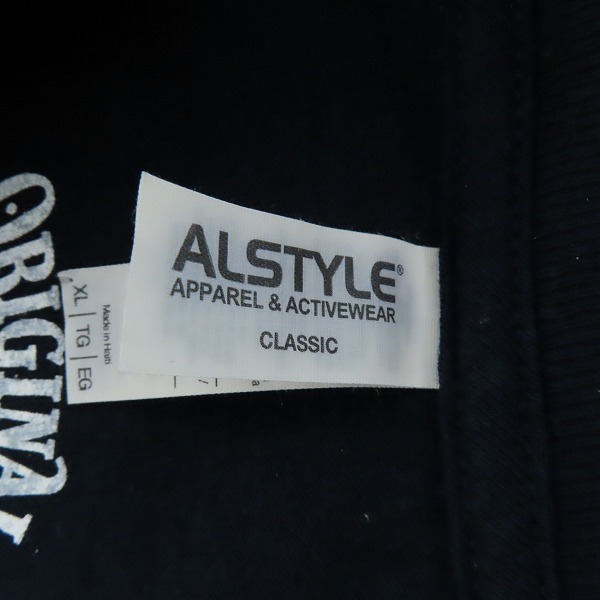 ALSTYLE®
APPAREL & ACTIVEWEAR
CLASSIC
Made in Haiti
XL | TG | EG
ORIGINAL